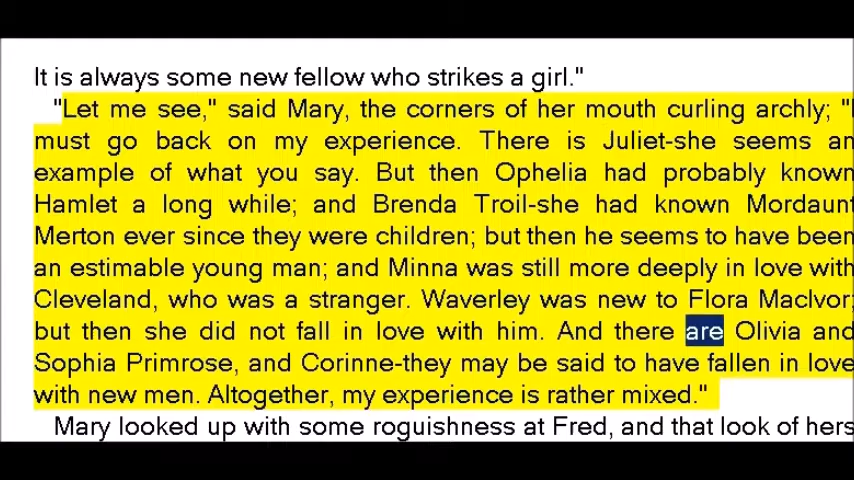 It is always some new fellow who strikes a girl."
"Let me see," said Mary, the corners of her mouth curling archly; "I
must go back on my experience. There is Juliet-she seems an
example of what you say. But then Ophelia had probably known
Hamlet a long while; and Brenda Troil-she had known Mordaunt
Merton ever since they were children; but then he seems to have been
an estimable young man; and Minna was still more deeply in love with
Cleveland, who was a stranger. Waverley was new to Flora MacIvor;
but then she did not fall in love with him. And there are Olivia and
Sophia Primrose, and Corinne-they may be said to have fallen in love
with new men. Altogether, my experience is rather mixed."
Mary looked up with some roguishness at Fred, and that look of hers